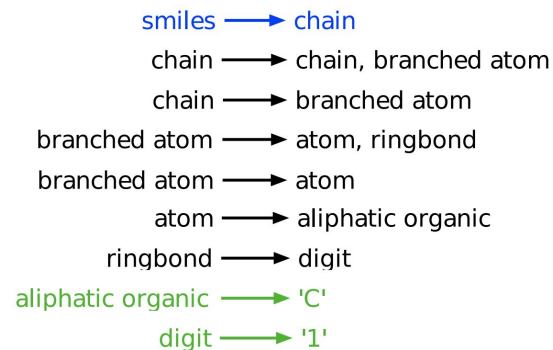 smiles → chain
chain → chain, branched atom
chain → branched atom
branched atom → atom, ringbond
branched atom → atom
atom → aliphatic organic
ringbond → digit
aliphatic organic → 'C'
digit → '1'